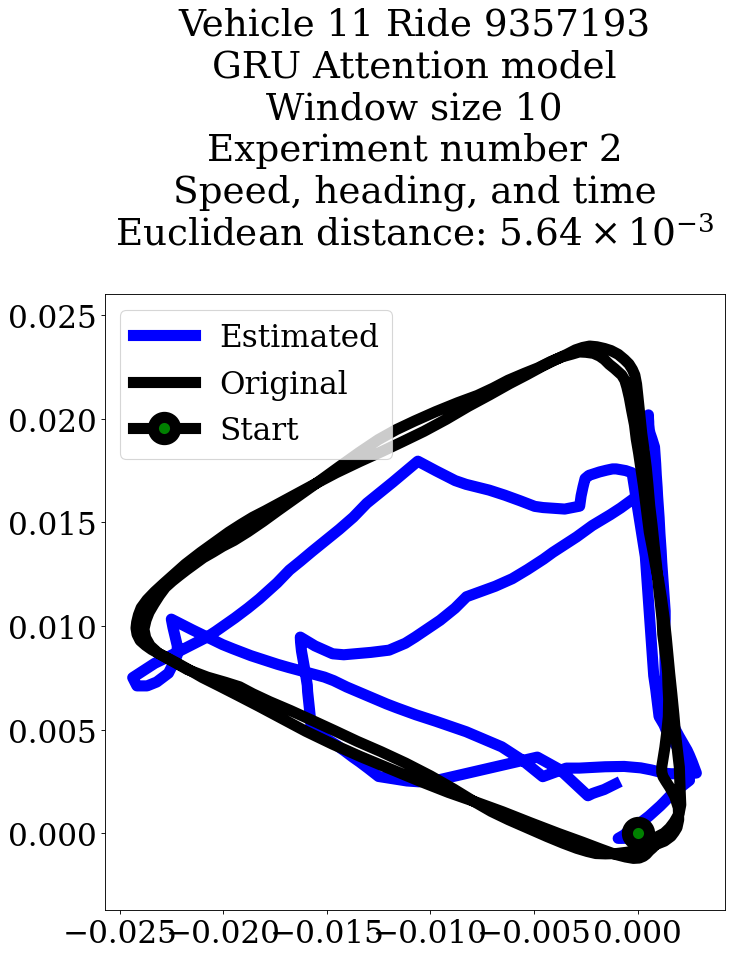 Vehicle 11 Ride 9357193
GRU Attention model
Window size 10
Experiment number 2
Speed, heading, and time
Euclidean distance: 5.64 × 10⁻³
0.025
0.020
0.015
0.010
0.005
0.000
Estimated
Original
Start
−0.025 −0.020 −0.015 −0.010 −0.005 0.000